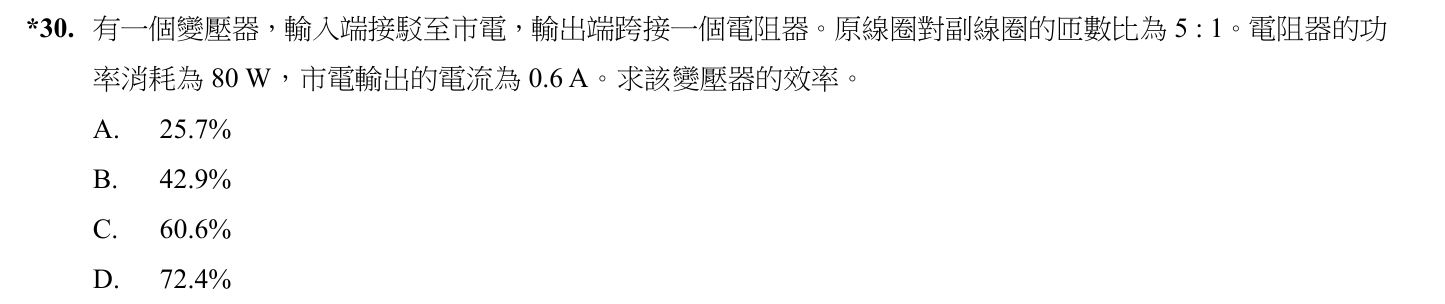 *30. 有一個變壓器，輸入端接駁至市電，輸出端跨接一個電阻器。原線圈對副線圈的匝數比為 5 : 1。電阻器的功
率消耗為 80 W，市電輸出的電流為 0.6 A。求該變壓器的效率。
A. 25.7%
B. 42.9%
C. 60.6%
D. 72.4%